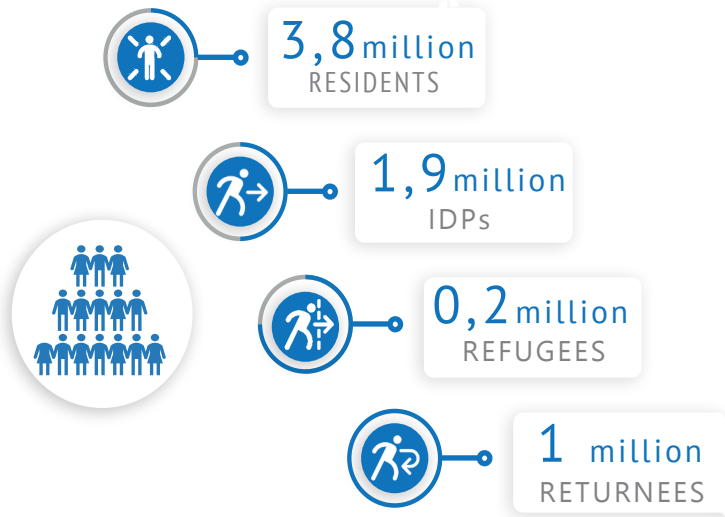 3,8 million
RESIDENTS
1,9 million
IDPs
0,2 million
REFUGEES
1 million
RETURNEES